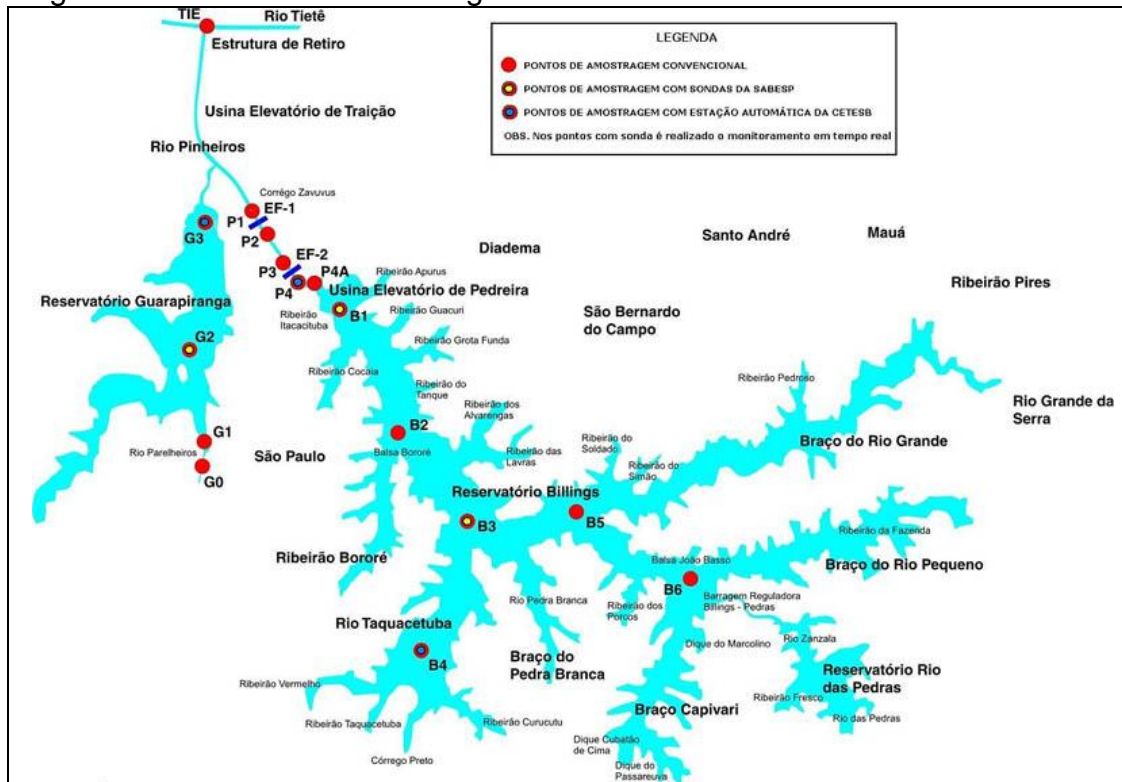 TIE
Rio Tietê
Estrutura de Retiro
LEGENDA
PONTOS DE AMOSTRAGEM CONVENCIONAL
PONTOS DE AMOSTRAGEM COM SONDAS DA SABESP
PONTOS DE AMOSTRAGEM COM ESTAÇÃO AUTOMÁTICA DA CETESB
OBS. Nos pontos com sonda é realizado o monitoramento em tempo real
Usina Elevatório de Traição
Rio Pinheiros
Corrêgo Zavuvus
EF-1
P1
G3
P2
EF-2
P3
P4A
P4
Diadema
Santo André
Mauá
Ribeirão Pires
Ribeirão Apurus
Usina Elevatório de Pedreira
Reservatório Guarapiranga
Ribeirão
Itacacituba
B1
Ribeirão Guacuri
São Bernardo
do Campo
G2
Ribeirão Grota Funda
Ribeirão Cocaia
Ribeirão do
Tanque
Ribeirão Pedroso
Rio Grande da
Serra
Ribeirão dos
Alvarengas
G1
B2
Braço do Rio Grande
Rio Parelheiros
São Paulo
Balsa Bororé
Ribeirão das
Lavras
Ribeirão do
Soldado
Ribeirão do
Simão
G0
Reservatório Billings
B3
B5
Ribeirão da Fazenda
Ribeirão Bororé
Balsa João Basso
Braço do Rio Pequeno
B6
Rio Pedra Branca
Ribeirão dos
Porcos
Barragem Reguladora
Billings - Pedras
Rio Taquacetuba
Dique do Marcolino
Rio Zanzala
B4
Braço do
Pedra Branca
Reservatório Rio
das Pedras
Ribeirão Vermelho
Ribeirão Fresco
Braço Capivari
Rio das Pedras
Ribeirão Taquacetuba
Ribeirão Curucutu
Dique Cubatão
de Cima
Córrego Preto
Dique do
Passareuva